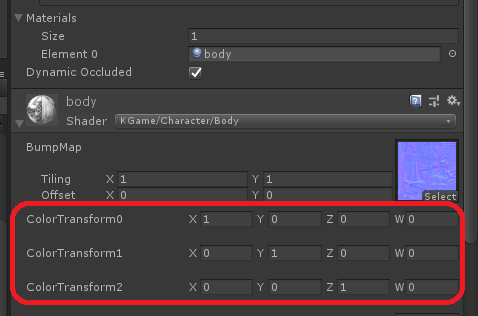 Materials
Size 1
Element 0 body
Dynamic Occluded
body
Shader KGame/Character/Body
BumpMap
Tiling X 1 Y 1
Offset X 0 Y 0
Select
ColorTransform0 X 1 Y 0 Z 0 W 0
ColorTransform1 X 0 Y 1 Z 0 W 0
ColorTransform2 X 0 Y 0 Z 1 W 0